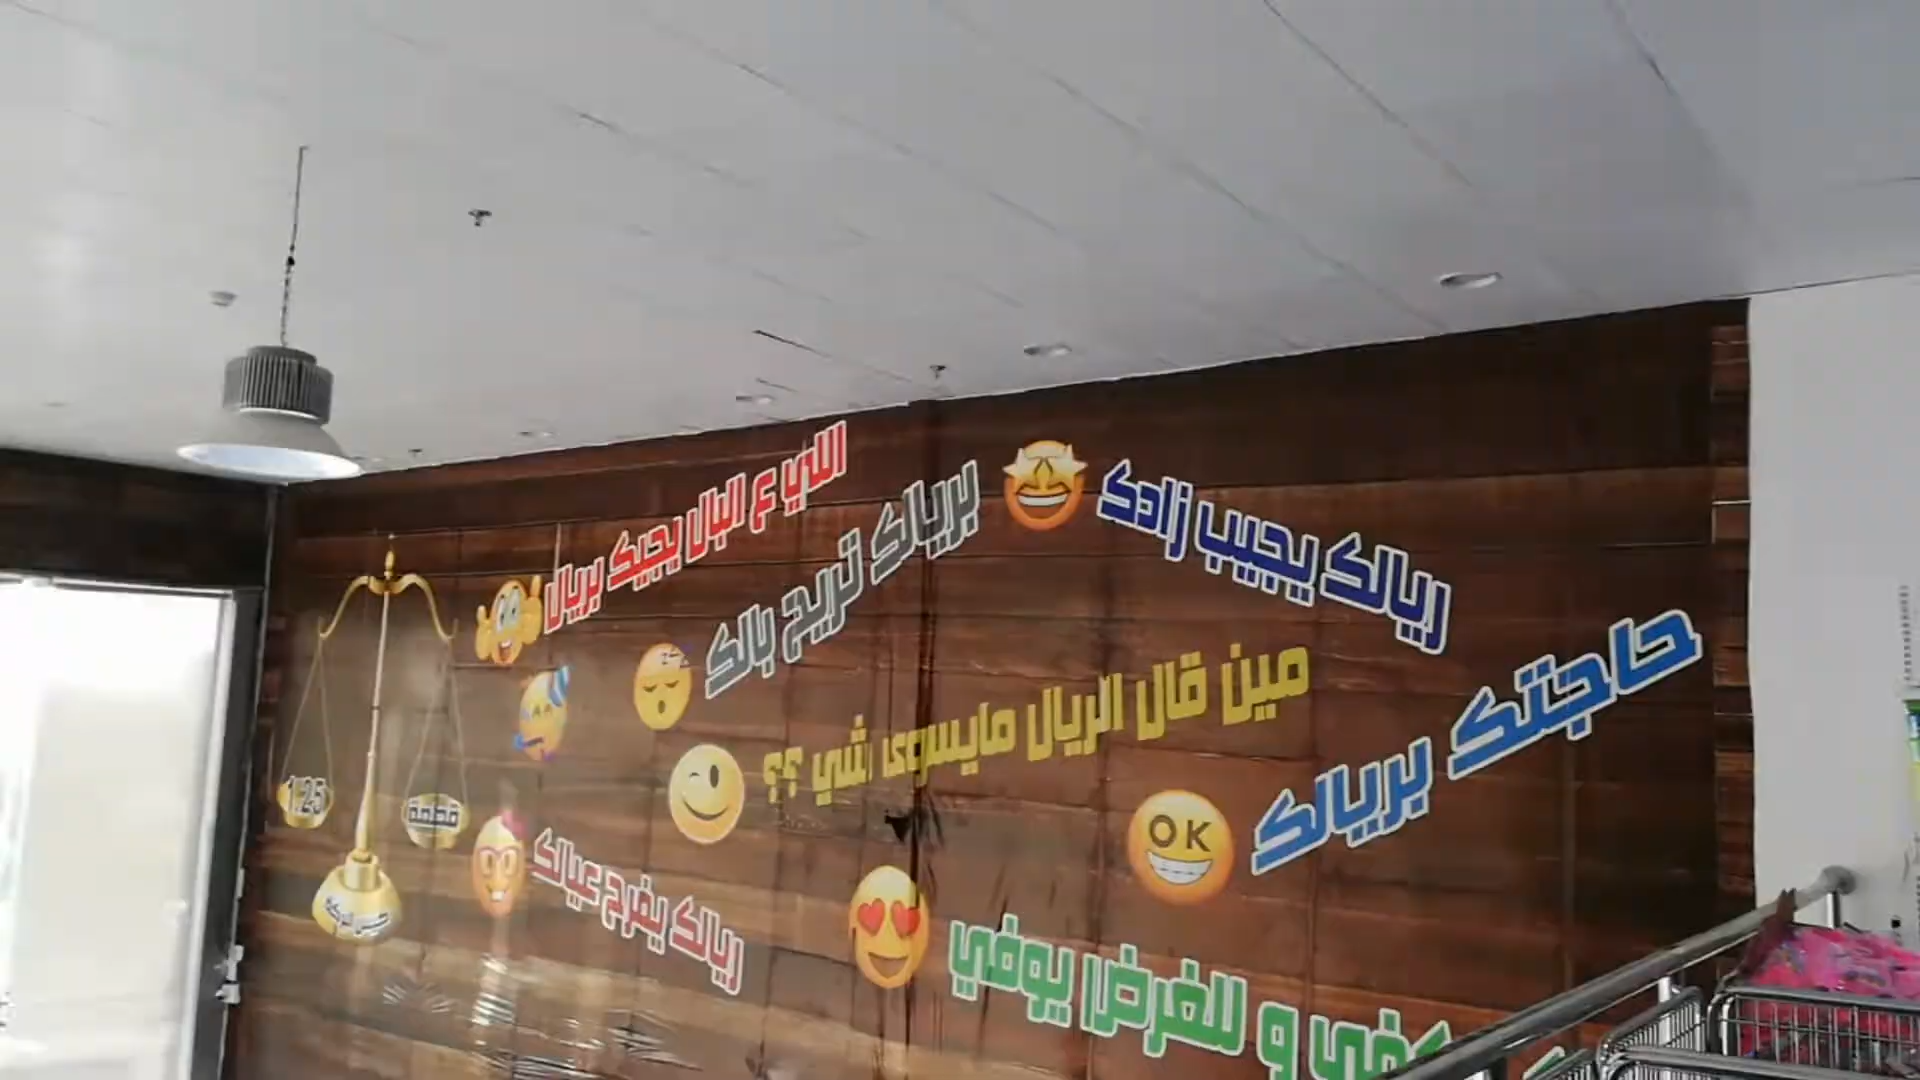 اللي ع البال يجيك بريال
بريالك تريح بالك
ريالك يجيب زادك
مين قال الريال مايسوى شي ؟؟
حاجتك بريالك
OK
1.25
قطعة
ريالك يفرح عيالك
و للغرض يوفي